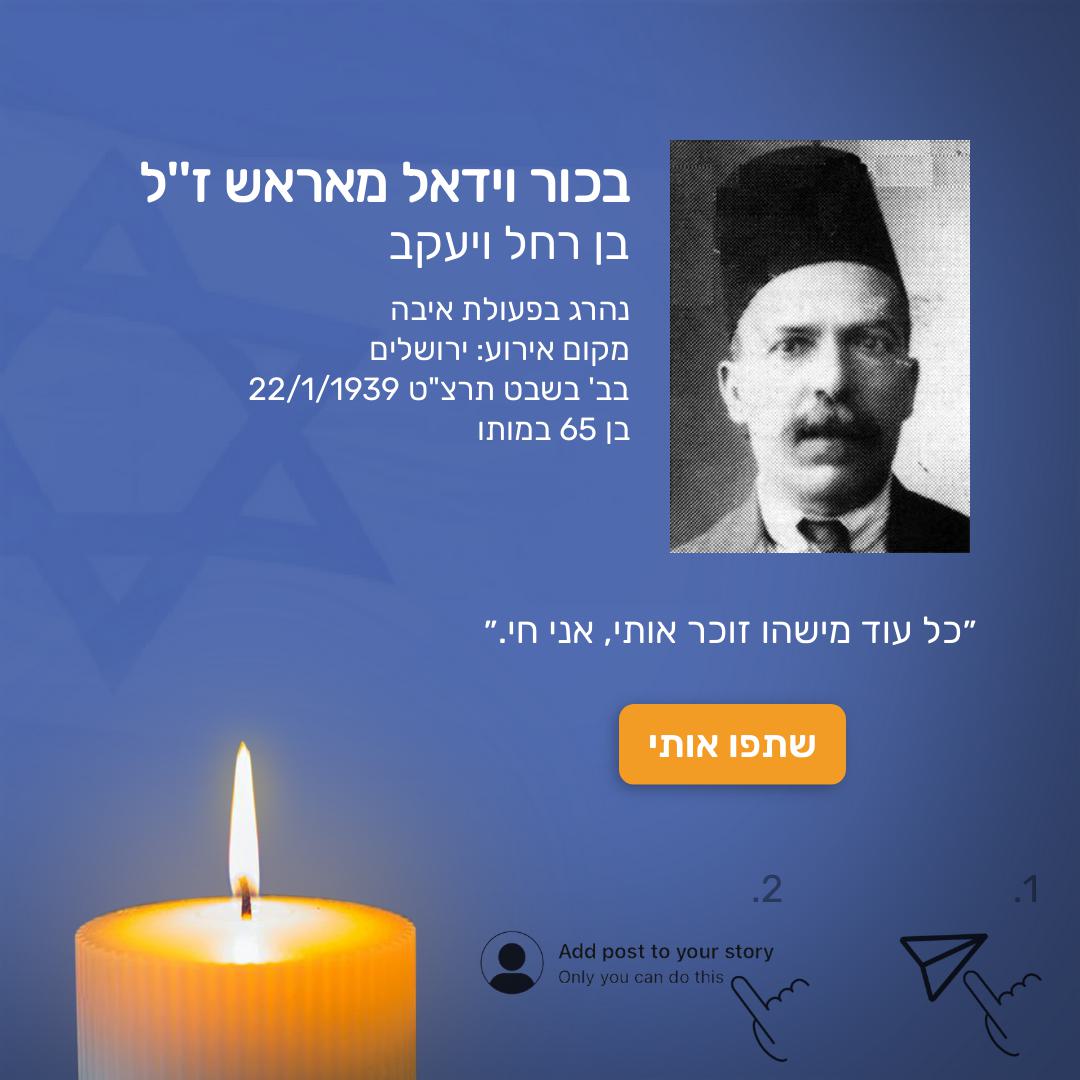 בכור וידאל מאראש ז"ל
בן רחל ויעקב
נהרג בפעולת איבה
מקום אירוע: ירושלים
בב' בשבט תרצ"ט 22/1/1939
בן 65 במותו
״כל עוד מישהו זוכר אותי, אני חי.״
שתפו אותי
1.
2.
Add post to your story
Only you can do this